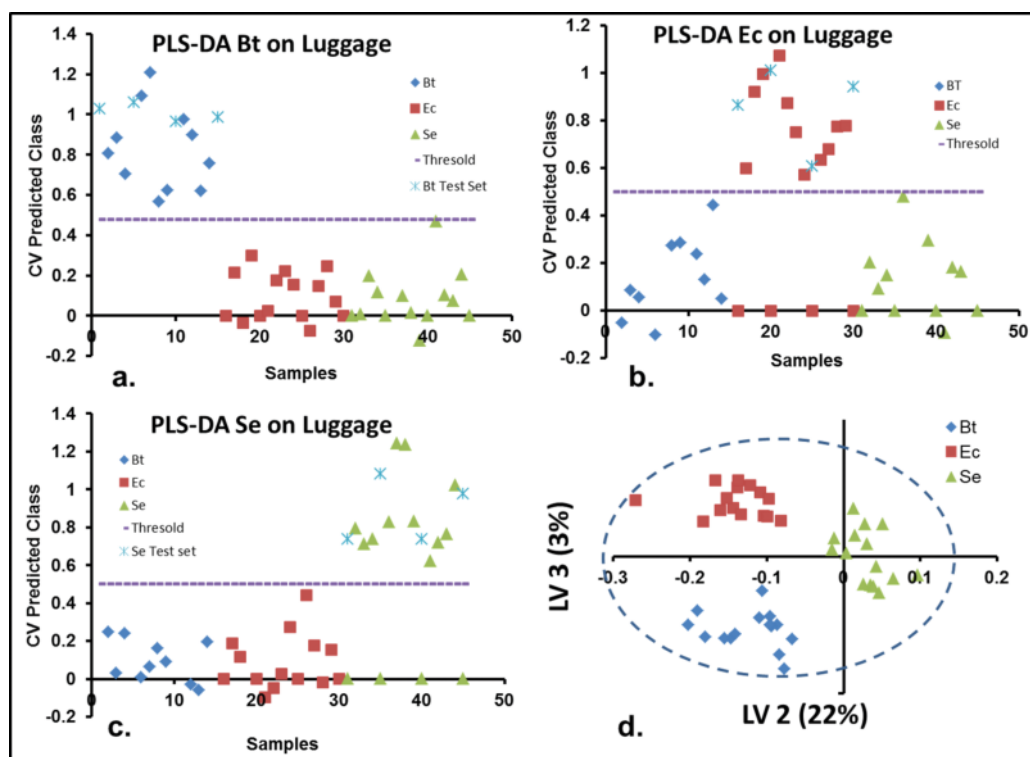 PLS-DA Bt on Luggage
CV Predicted Class
1.4
1.2
1
0.8
0.6
0.4
0.2
0
-0.2
0 10 20 30 40 50
Samples
Bt
Ec
Se
Thresold
Bt Test Set
a.
PLS-DA Ec on Luggage
CV Predicted Class
1.2
1
0.8
0.6
0.4
0.2
0
-0.2
0 10 20 30 40 50
Samples
BT
Ec
Se
Thresold
b.
PLS-DA Se on Luggage
CV Predicted Class
1.4
1.2
1
0.8
0.6
0.4
0.2
0
-0.2
0 10 20 30 40 50
Samples
Bt
Ec
Se
Thresold
Se Test set
c.
Bt
Ec
Se
LV 3 (3%)
-0.3 -0.2 -0.1 0 0.1 0.2
LV 2 (22%)
d.